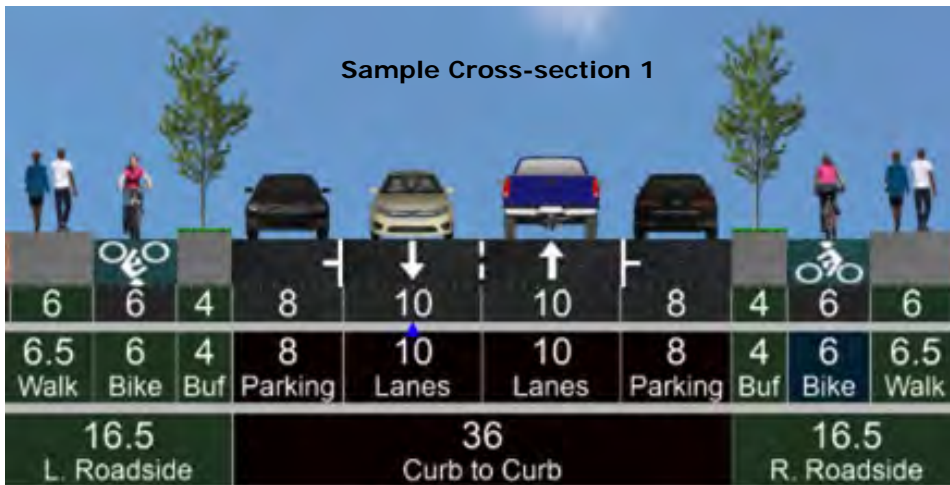 Sample Cross-section 1
6 6 4 8 10 10 8 4 6 6
6.5 6 4 8 10 10 8 4 6 6.5
Walk Bike Buf Parking Lanes Lanes Parking Buf Bike Walk
16.5 36 16.5
L. Roadside Curb to Curb R. Roadside